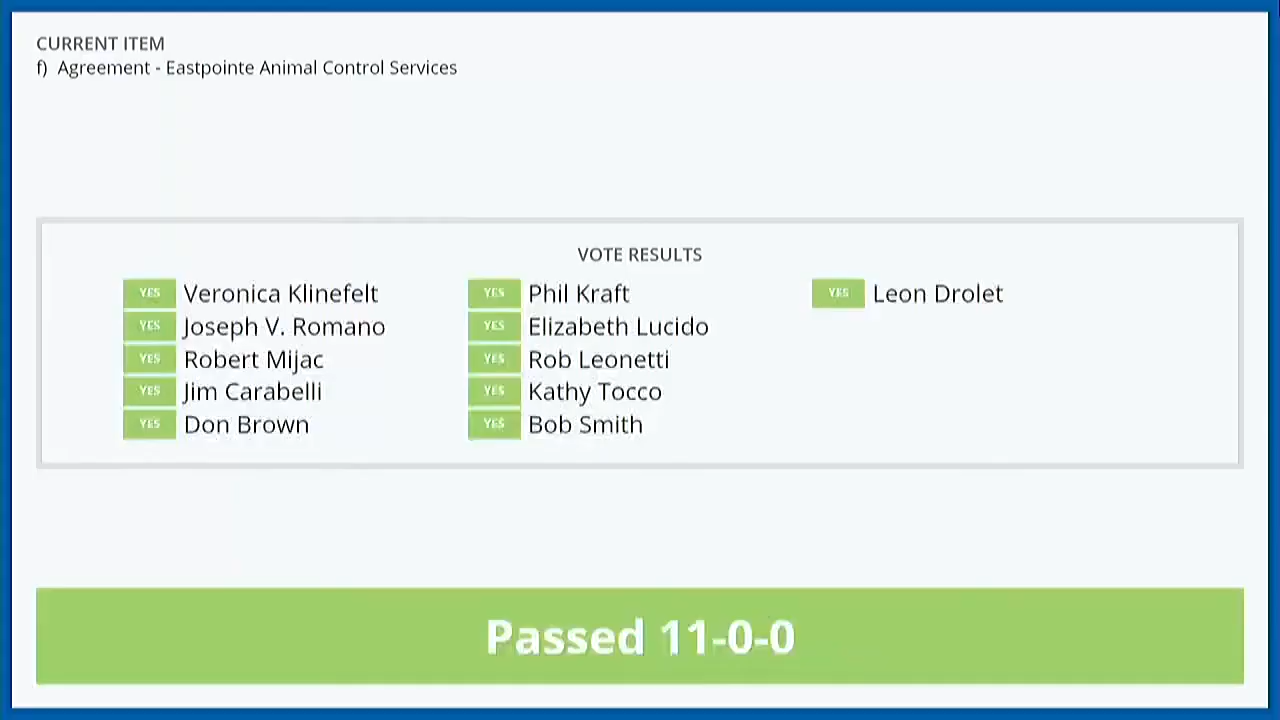 CURRENT ITEM
f) Agreement - Eastpointe Animal Control Services
VOTE RESULTS
YES Veronica Klinefelt
YES Joseph V. Romano
YES Robert Mijac
YES Jim Carabelli
YES Don Brown
YES Phil Kraft
YES Elizabeth Lucido
YES Rob Leonetti
YES Kathy Tocco
YES Bob Smith
YES Leon Drolet
Passed 11-0-0